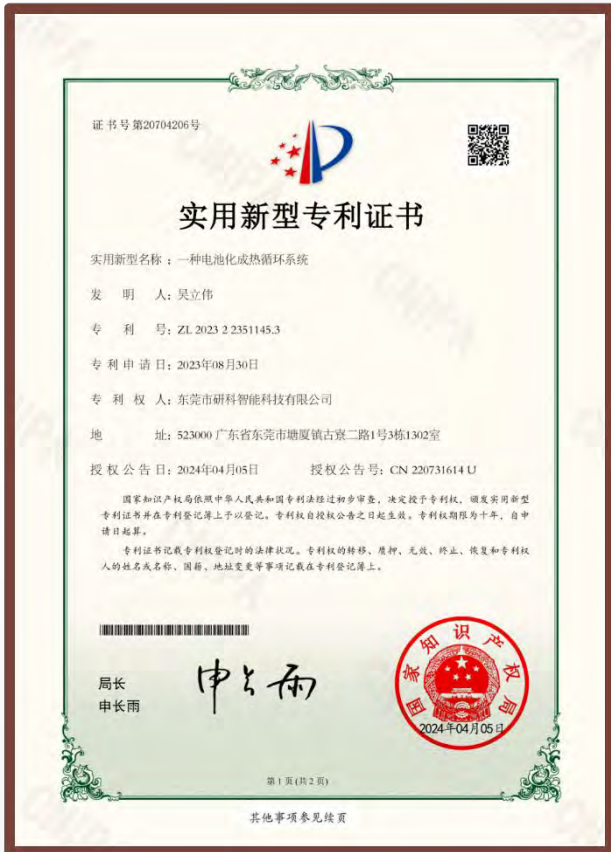 证书号第20704206号
实用新型专利证书
实用新型名称：一种电池化成热循环系统
发 明 人：吴立伟
专 利 号：ZL 2023 2 2351145.3
专利申请日：2023年08月30日
专 利 权 人：东莞市研科智能科技有限公司
地 址：523000 广东省东莞市塘厦镇古寮二路1号3栋1302室
授权公告日：2024年04月05日 授权公告号：CN 220731614 U
国家知识产权局依照中华人民共和国专利法经过初步审查，决定授予专利权，颁发实用新型
专利证书并在专利登记簿上予以登记。专利权自授权公告之日起生效。专利权期限为十年，自申
请日起算。
专利证书记载专利权登记时的法律状况。专利权的转移、质押、无效、终止、恢复和专利权
人的姓名或名称、国籍、地址变更等事项记载在专利登记簿上。
局长
申长雨
申长雨
国家知识产权局
2024年04月05日
第 1 页 (共 2 页)
其他事项参见续页